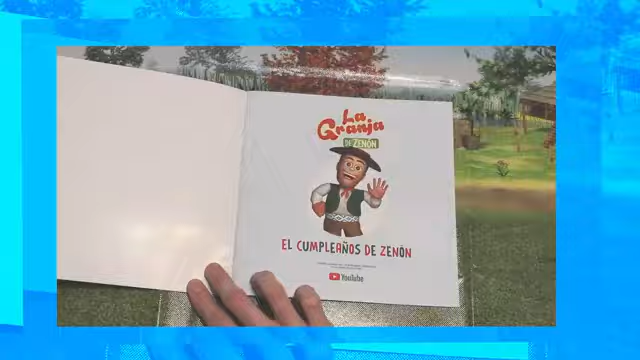 La
Granja
DE ZENÓN
EL CUMPLEAÑOS DE ZENÓN
YouTube